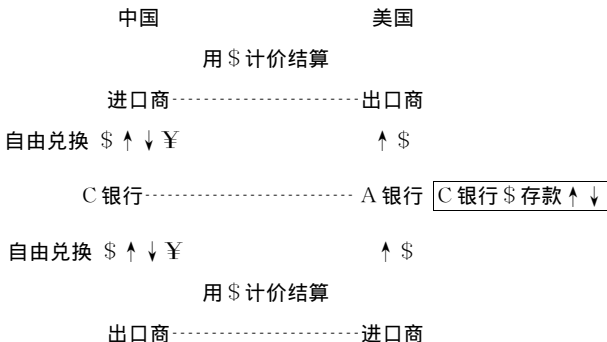 中国 美国
用$计价结算
进口商----------------------出口商
自由兑换 $↑↓¥ ↑$
C银行------------------------A银行 C银行$存款↑↓
自由兑换 $↑↓¥ ↑$
用$计价结算
出口商----------------------进口商